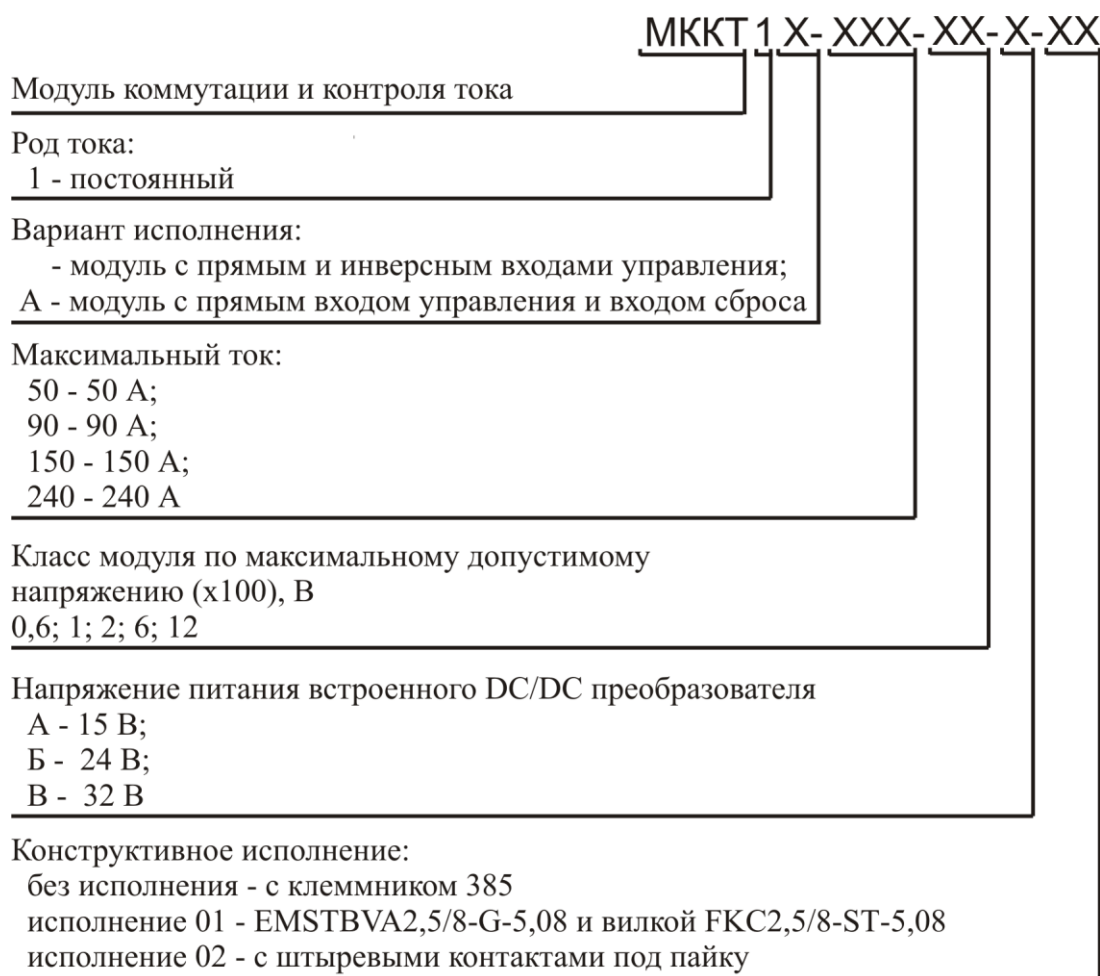 МККТ1Х-ХХХ-ХХ-Х-ХХ
Модуль коммутации и контроля тока
Род тока:
1 - постоянный
Вариант исполнения:
- модуль с прямым и инверсным входами управления;
А - модуль с прямым входом управления и входом сброса
Максимальный ток:
50 - 50 А;
90 - 90 А;
150 - 150 А;
240 - 240 А
Класс модуля по максимальному допустимому
напряжению (х100), В
0,6; 1; 2; 6; 12
Напряжение питания встроенного DC/DC преобразователя
А - 15 В;
Б - 24 В;
В - 32 В
Конструктивное исполнение:
без исполнения - с клеммником 385
исполнение 01 - EMSTBVA2,5/8-G-5,08 и вилкой FKC2,5/8-ST-5,08
исполнение 02 - с штыревыми контактами под пайку